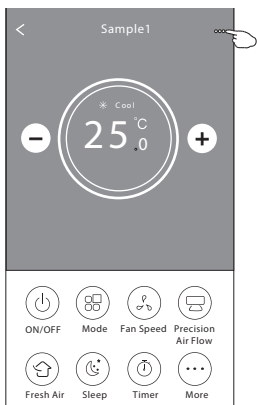 Sample1
Cool
25.0 °C
ON/OFF Mode Fan Speed Precision Air Flow
Fresh Air Sleep Timer More